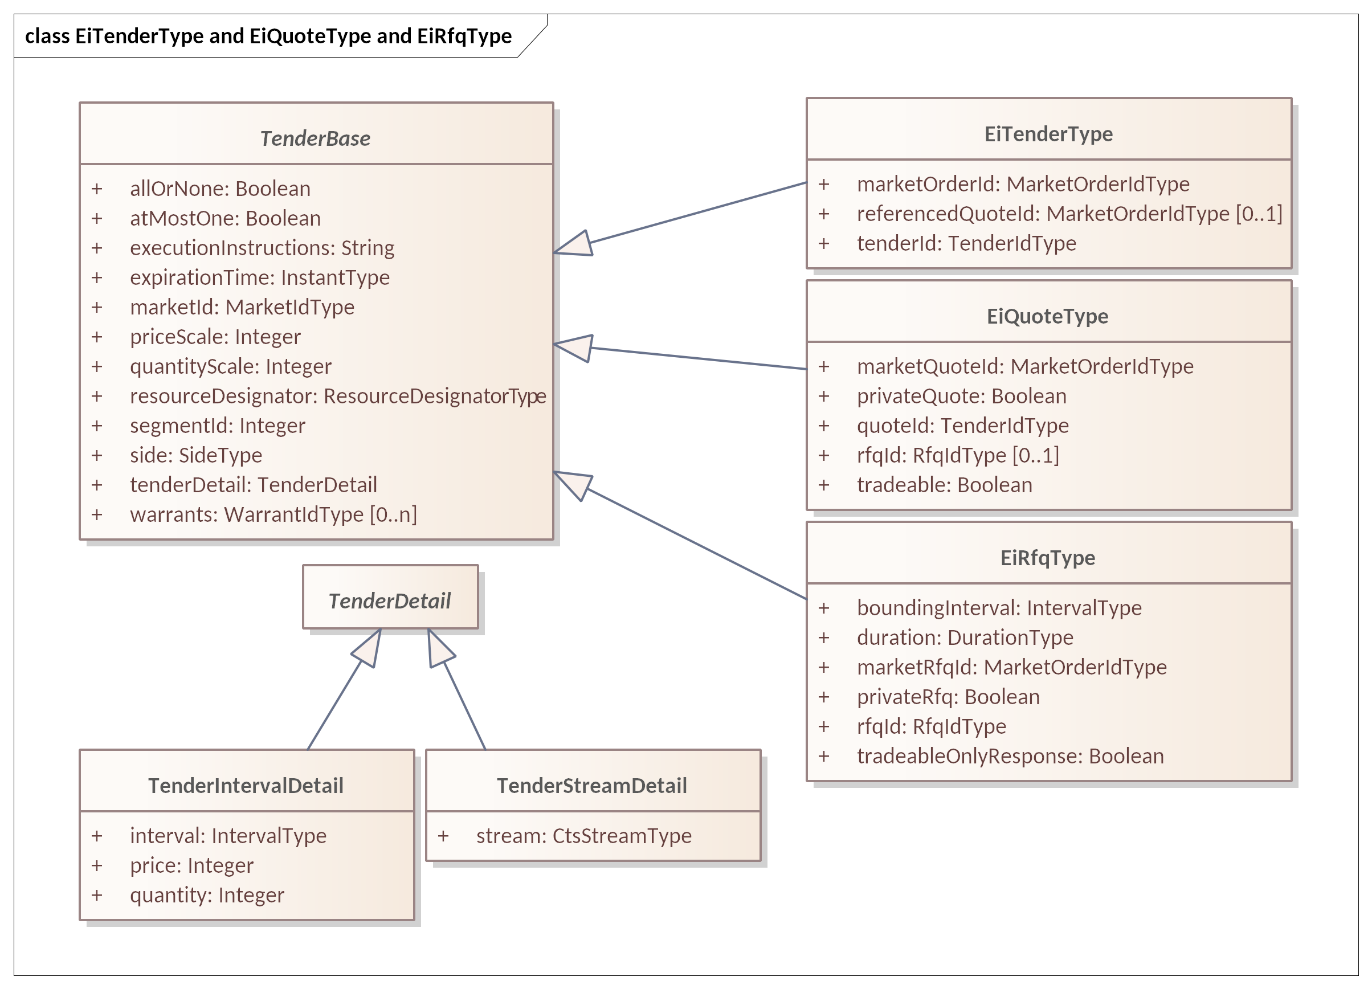 class EiTenderType and EiQuoteType and EiRfqType
TenderBase
+ allOrNone: Boolean
+ atMostOne: Boolean
+ executionInstructions: String
+ expirationTime: InstantType
+ marketId: MarketIdType
+ priceScale: Integer
+ quantityScale: Integer
+ resourceDesignator: ResourceDesignatorType
+ segmentId: Integer
+ side: SideType
+ tenderDetail: TenderDetail
+ warrants: WarrantIdType [0..n]
EiTenderType
+ marketOrderId: MarketOrderIdType
+ referencedQuoteId: MarketOrderIdType [0..1]
+ tenderId: TenderIdType
EiQuoteType
+ marketQuoteId: MarketOrderIdType
+ privateQuote: Boolean
+ quoteId: TenderIdType
+ rfqId: RfqIdType [0..1]
+ tradeable: Boolean
EiRfqType
+ boundingInterval: IntervalType
+ duration: DurationType
+ marketRfqId: MarketOrderIdType
+ privateRfq: Boolean
+ rfqId: RfqIdType
+ tradeableOnlyResponse: Boolean
TenderDetail
TenderIntervalDetail
+ interval: IntervalType
+ price: Integer
+ quantity: Integer
TenderStreamDetail
+ stream: CtsStreamType